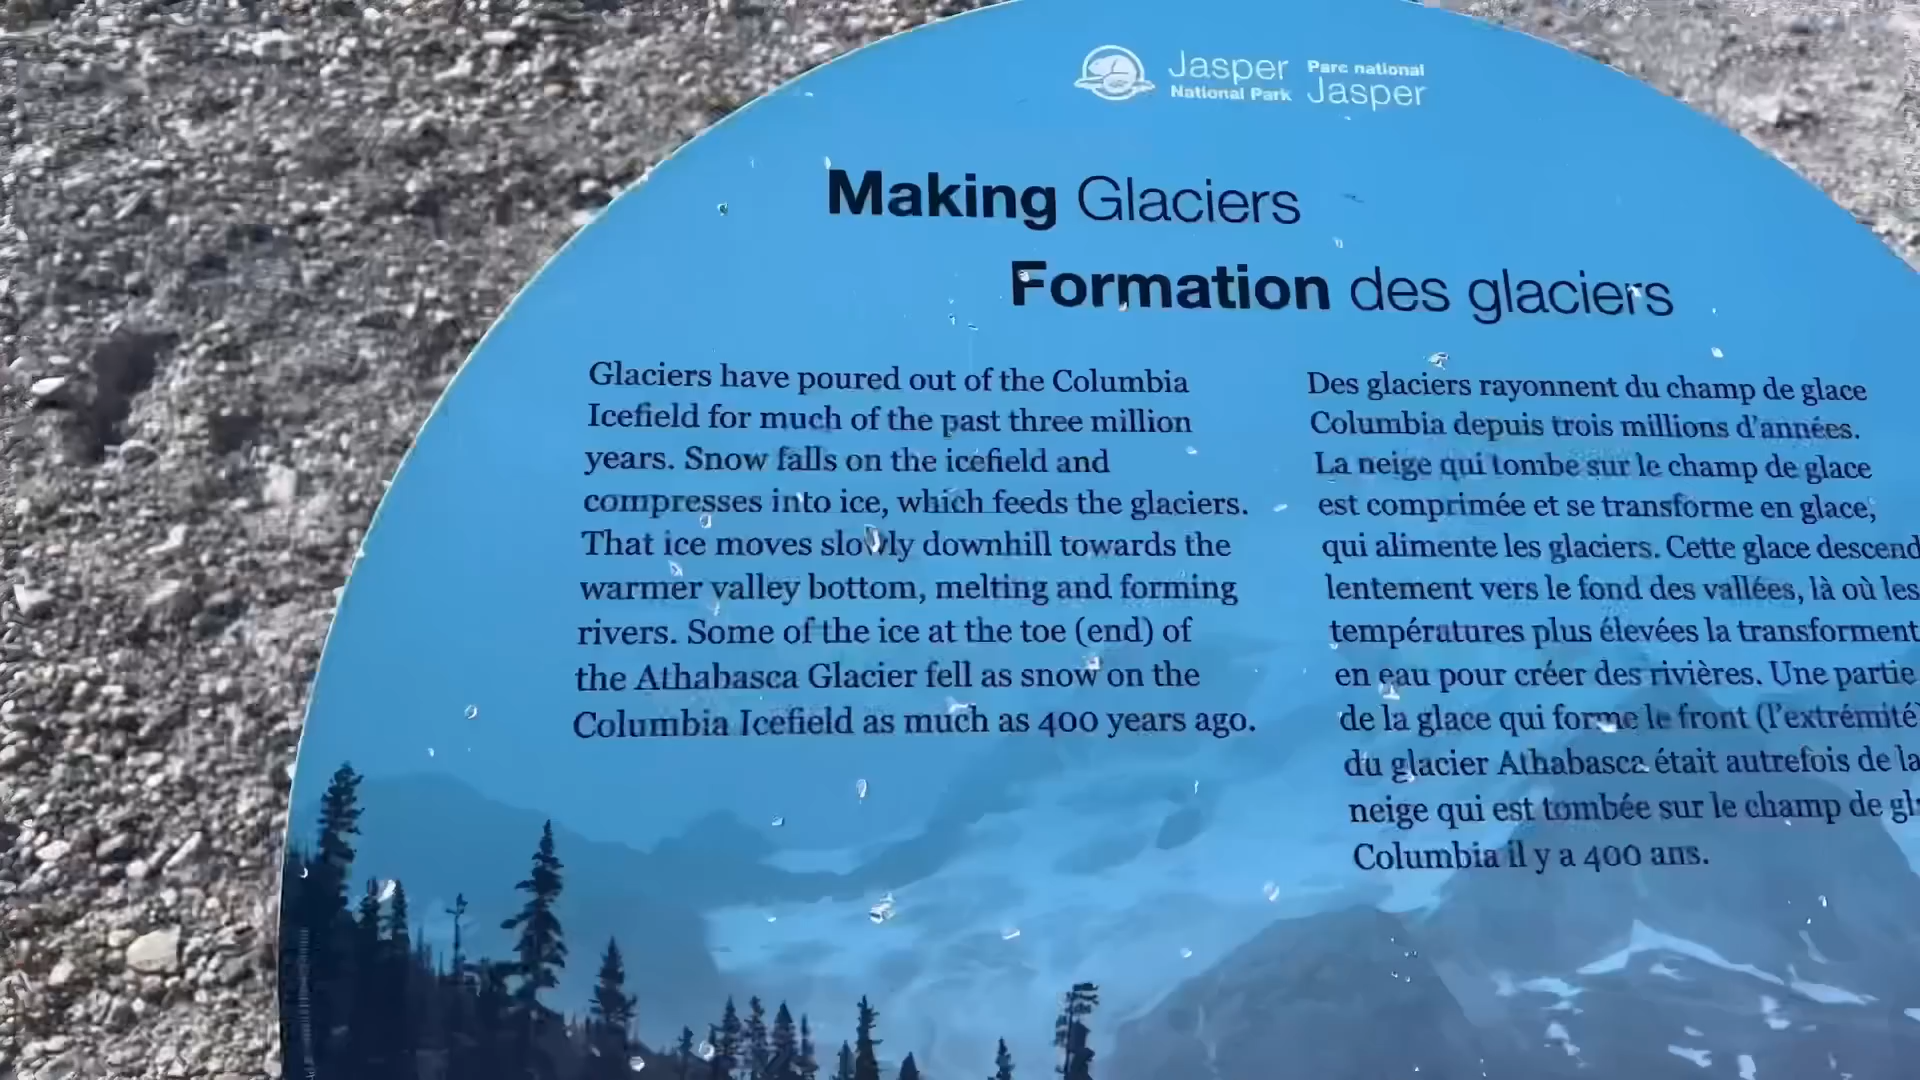 Jasper
National Park
Parc national
Jasper
Making Glaciers
Formation des glaciers
Glaciers have poured out of the Columbia
Icefield for much of the past three million
years. Snow falls on the icefield and
compresses into ice, which feeds the glaciers.
That ice moves slowly downhill towards the
warmer valley bottom, melting and forming
rivers. Some of the ice at the toe (end) of
the Athabasca Glacier fell as snow on the
Columbia Icefield as much as 400 years ago.
Des glaciers rayonnent du champ de glace
Columbia depuis trois millions d'années.
La neige qui tombe sur le champ de glace
est comprimée et se transforme en glace,
qui alimente les glaciers. Cette glace descend
lentement vers le fond des vallées, là où les
températures plus élevées la transforment
en eau pour créer des rivières. Une partie
de la glace qui forme le front (l'extrémité)
du glacier Athabasca était autrefois de la
neige qui est tombée sur le champ de
Columbia il y a 400 ans.